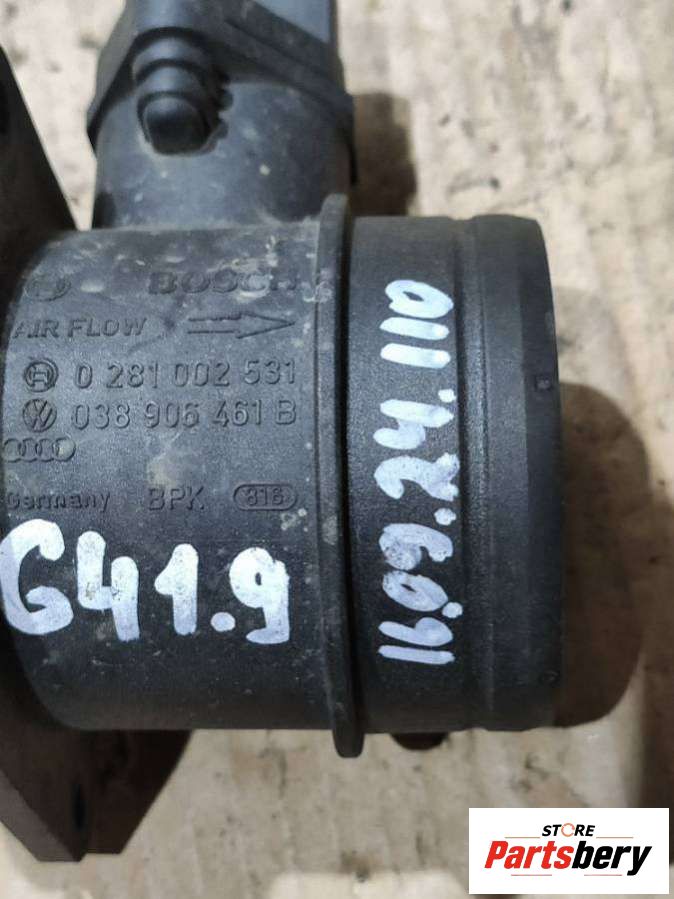 BOSCH
AIR FLOW
0 281 002 531
038 906 461 B
Germany BPK 816
G41.9
16.09.24.110
STORE
Partsbery